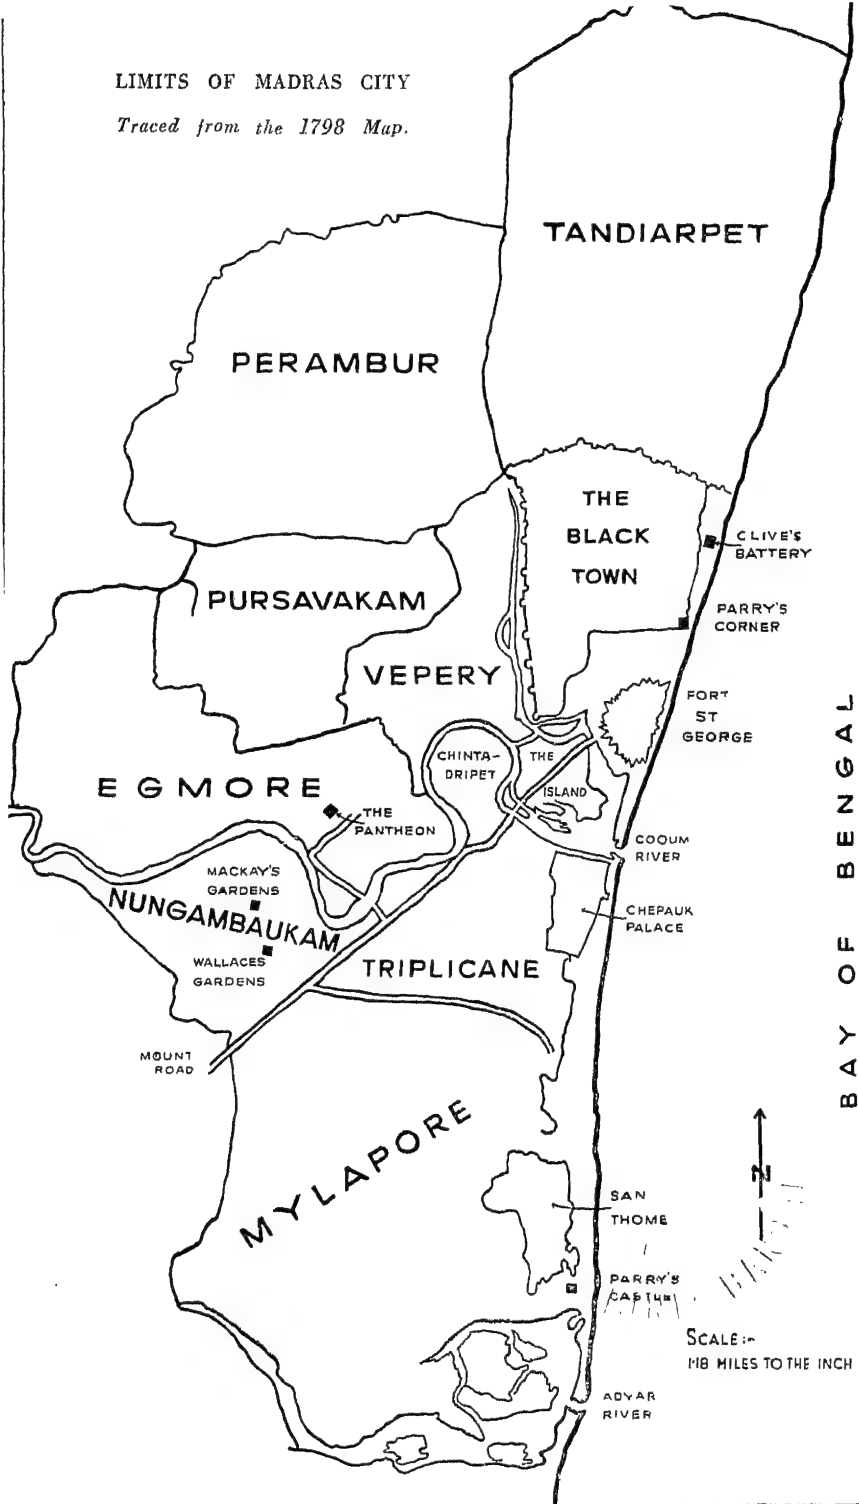 LIMITS OF MADRAS CITY
Traced from the 1798 Map.
TANDIARPET
PERAMBUR
THE
BLACK
TOWN
CLIVE'S
BATTERY
PURSAVAKAM
PARRY'S
CORNER
VEPERY
FORT
ST
GEORGE
CHINTA-
DRIPET
THE
ISLAND
EGMORE
THE
PANTHEON
COOUM
RIVER
MACKAY'S
GARDENS
NUNGAMBAUKAM
CHEPAUK
PALACE
WALLACES
GARDENS
TRIPLICANE
BAY OF BENGAL
MOUNT
ROAD
MYLAPORE
N
SAN
THOME
PARRY'S
SCALE:-
1·18 MILES TO THE INCH
ADYAR
RIVER